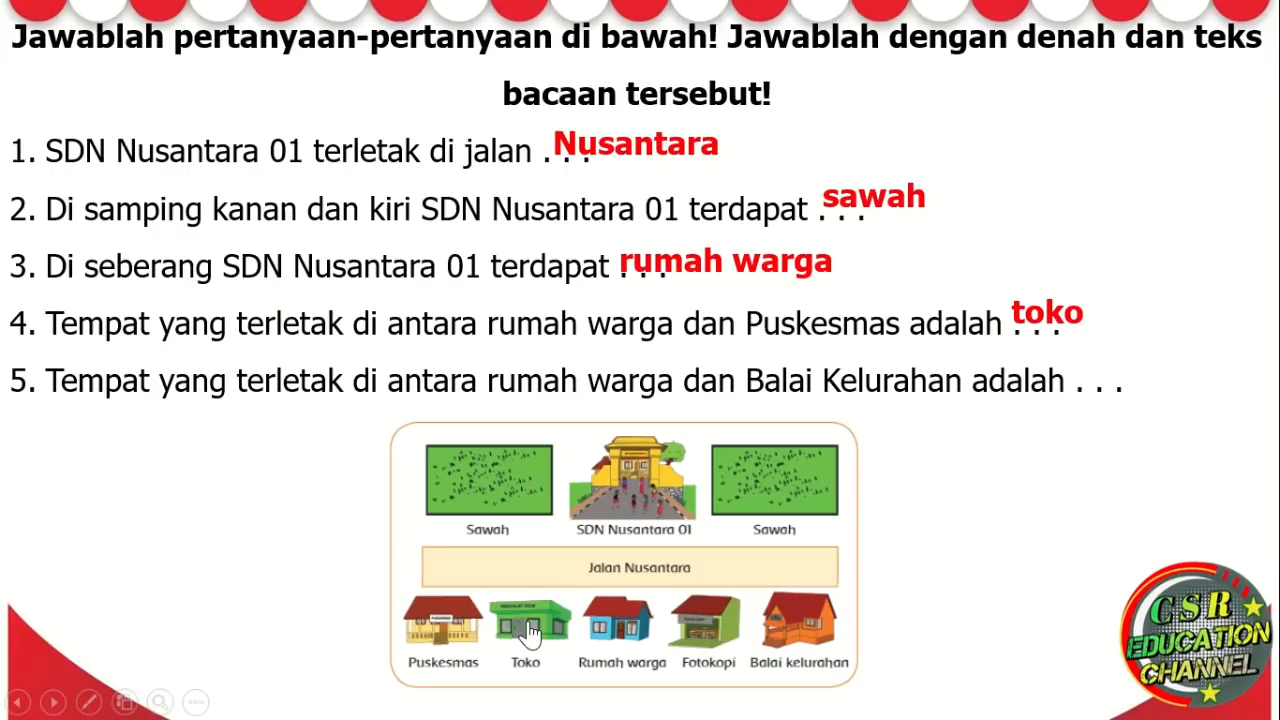 Jawablah pertanyaan-pertanyaan di bawah! Jawablah dengan denah dan teks
bacaan tersebut!
1. SDN Nusantara 01 terletak di jalan . . . Nusantara
2. Di samping kanan dan kiri SDN Nusantara 01 terdapat . . . sawah
3. Di seberang SDN Nusantara 01 terdapat . . . rumah warga
4. Tempat yang terletak di antara rumah warga dan Puskesmas adalah . . . toko
5. Tempat yang terletak di antara rumah warga dan Balai Kelurahan adalah . . .
Sawah SDN Nusantara 01 Sawah
Jalan Nusantara
Puskesmas Toko Rumah warga Fotokopi Balai kelurahan
CSR
EDUCATION
CHANNEL